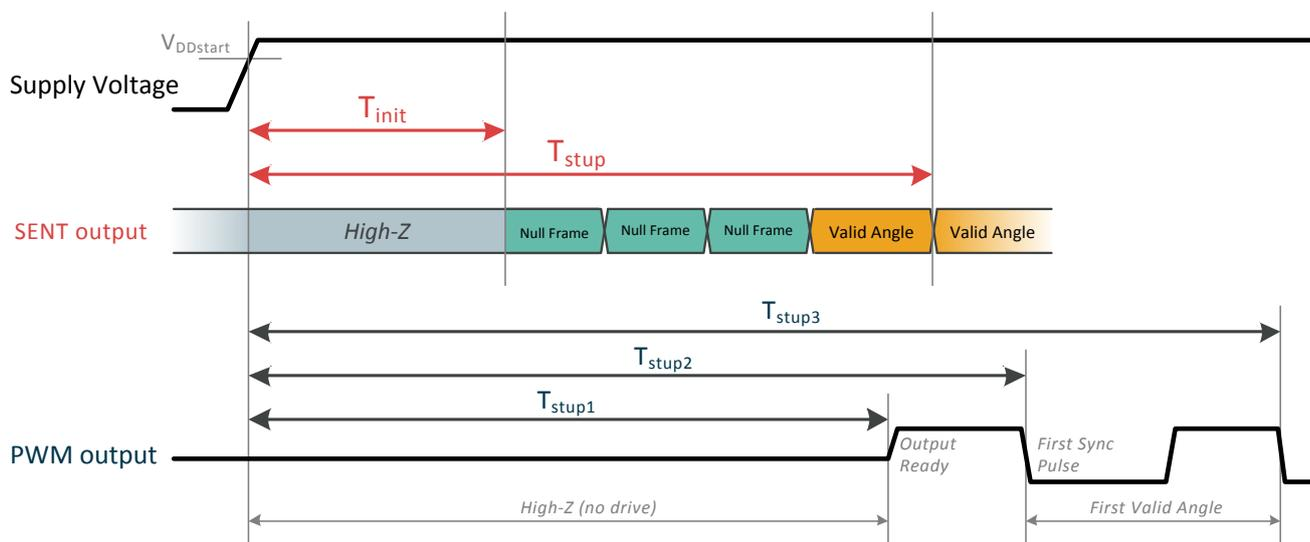 VDDstart
Supply Voltage
Tinit
Tstup
SENT output
High-Z
Null Frame
Null Frame
Null Frame
Valid Angle
Valid Angle
Tstup3
Tstup2
Tstup1
PWM output
Output
Ready
First Sync
Pulse
High-Z (no drive)
First Valid Angle